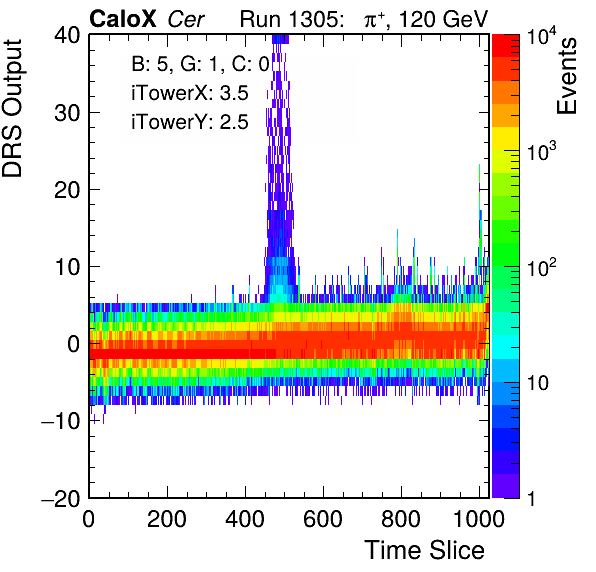 CaloX Cer Run 1305: π⁺, 120 GeV
B: 5, G: 1, C: 0
iTowerX: 3.5
iTowerY: 2.5
DRS Output
40
30
20
10
0
−10
−20
0 200 400 600 800 1000
Time Slice
Events
10⁴
10³
10²
10
1